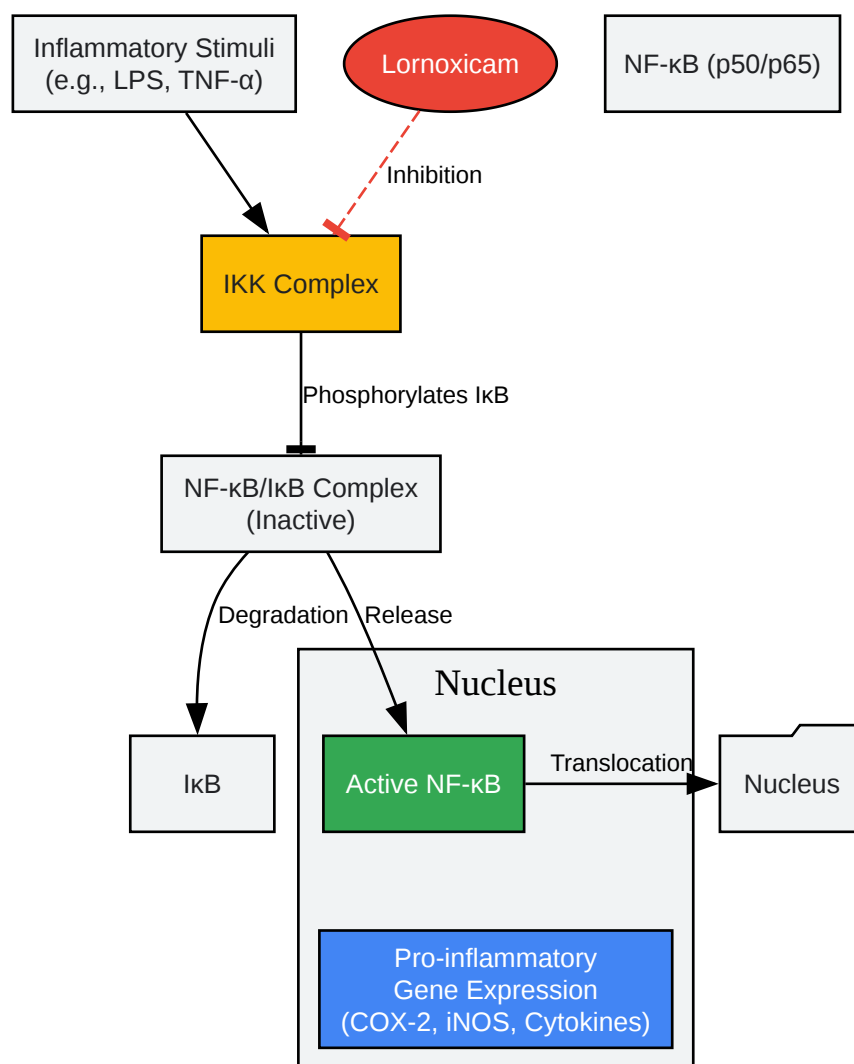 Inflammatory Stimuli
(e.g., LPS, TNF-α)
Lornoxicam
NF-κB (p50/p65)
Inhibition
IKK Complex
Phosphorylates IκB
NF-κB/IκB Complex
(Inactive)
Degradation
Release
Nucleus
IκB
Active NF-κB
Translocation
Nucleus
Pro-inflammatory
Gene Expression
(COX-2, iNOS, Cytokines)